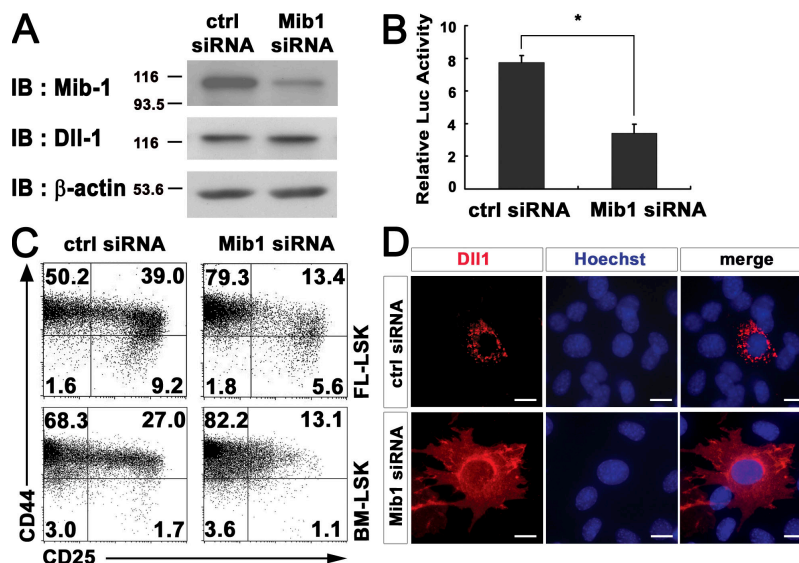 A
ctrl siRNA
Mib1 siRNA
IB : Mib-1
116
93.5
IB : Dll-1
116
IB : β-actin
53.6
B
Relative Luc Activity
10
8
6
4
2
0
*
ctrl siRNA
Mib1 siRNA
C
ctrl siRNA
Mib1 siRNA
50.2
39.0
1.6
9.2
79.3
13.4
1.8
5.6
FL-LSK
68.3
27.0
3.0
1.7
82.2
13.1
3.6
1.1
BM-LSK
CD44
CD25
D
Dll1
Hoechst
merge
ctrl siRNA
Mib1 siRNA